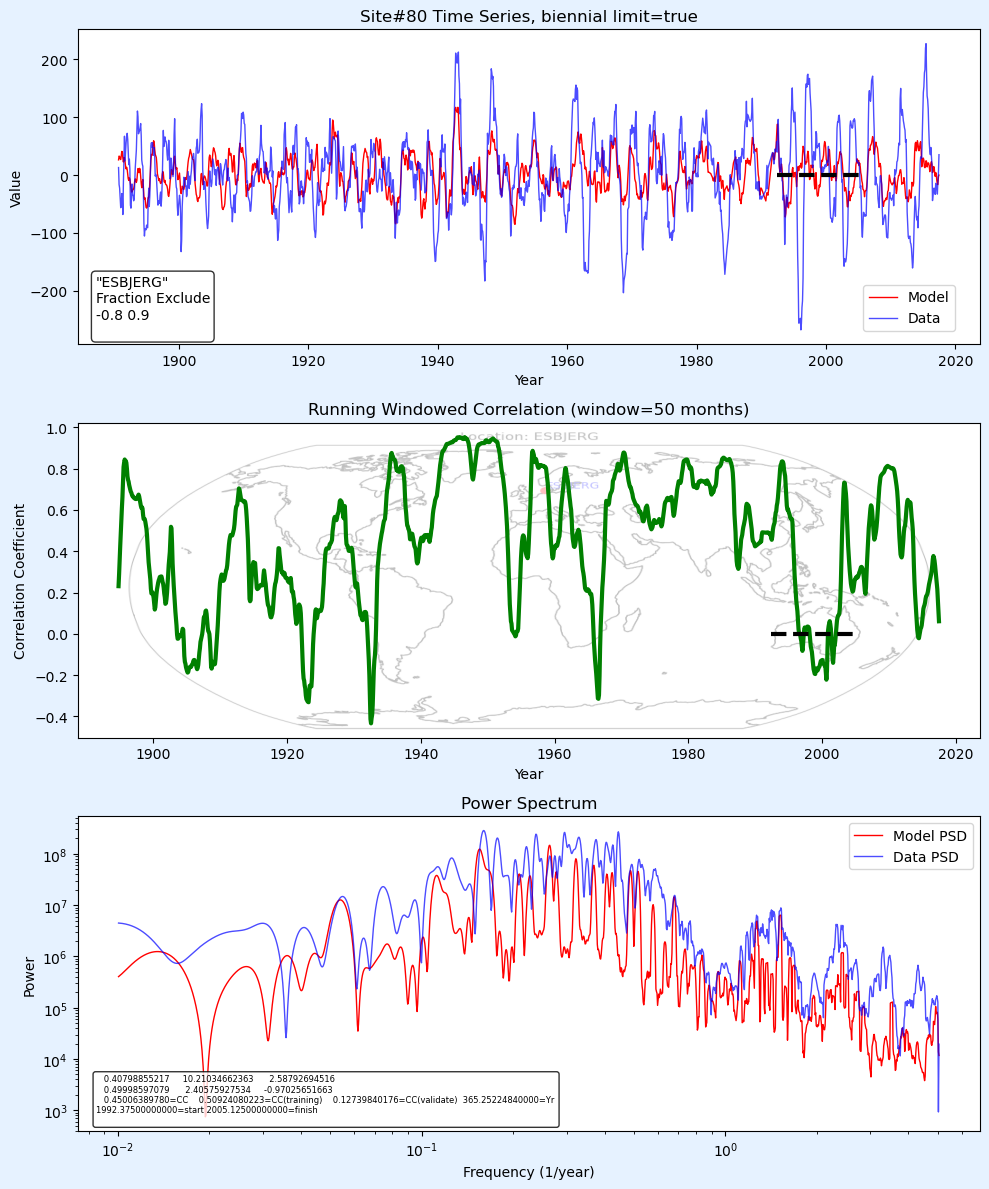 Site#80 Time Series, biennial limit=true
200
100
0
−100
−200
Value
"ESBJERG"
Fraction Exclude
-0.8 0.9
Model
Data
1900
1920
1940
1960
1980
2000
2020
Year
Running Windowed Correlation (window=50 months)
Location: ESBJERG
1.0
0.8
0.6
0.4
0.2
0.0
−0.2
−0.4
Correlation Coefficient
1900
1920
1940
1960
1980
2000
2020
Year
Power Spectrum
Model PSD
Data PSD
10⁸
10⁷
10⁶
10⁵
10⁴
10³
Power
0.40798855217 10.21034662363 2.58792694516
0.49998597079 2.40575927534 -0.97025651663
0.45006389780=CC 0.50924080223=CC(training) 0.12739840176=CC(validate) 365.25224840000=Yr
1992.37500000000=start 2005.12500000000=finish
10⁻²
10⁻¹
10⁰
Frequency (1/year)